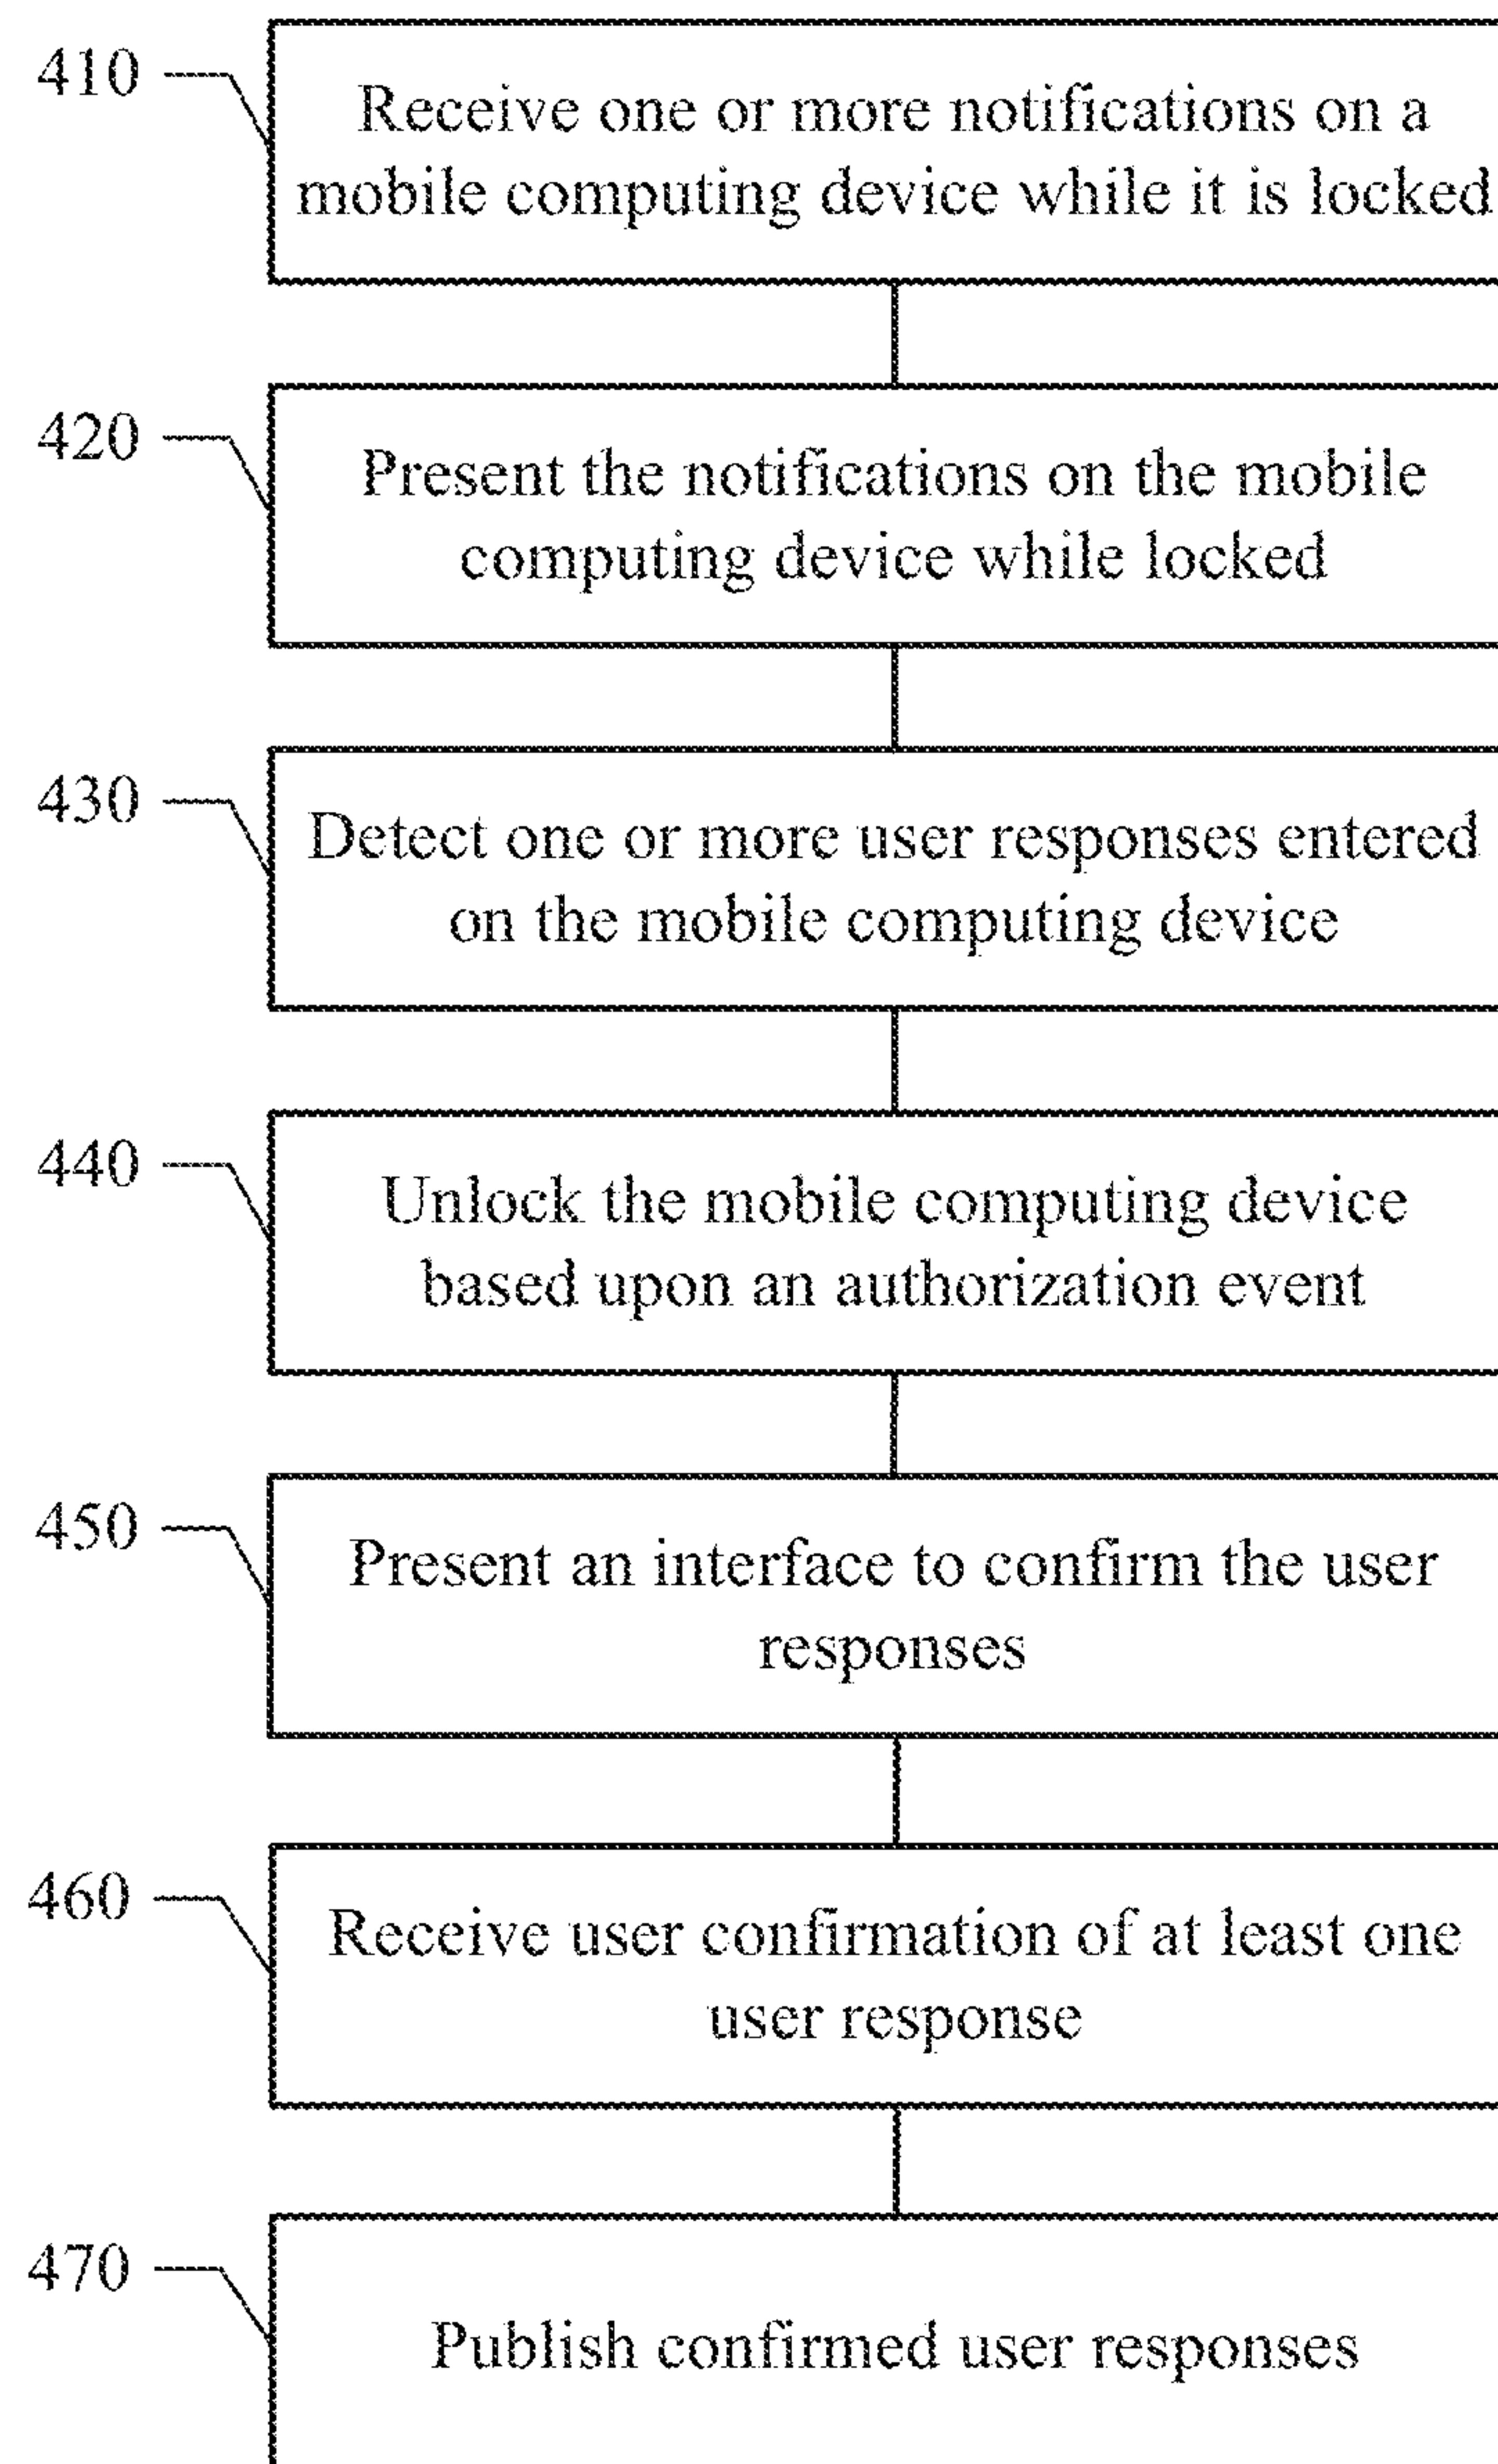 410
Receive one or more notifications on a
mobile computing device while it is locked
420
Present the notifications on the mobile
computing device while locked
430
Detect one or more user responses entered
on the mobile computing device
440
Unlock the mobile computing device
based upon an authorization event
450
Present an interface to confirm the user
responses
460
Receive user confirmation of at least one
user response
470
Publish confirmed user responses